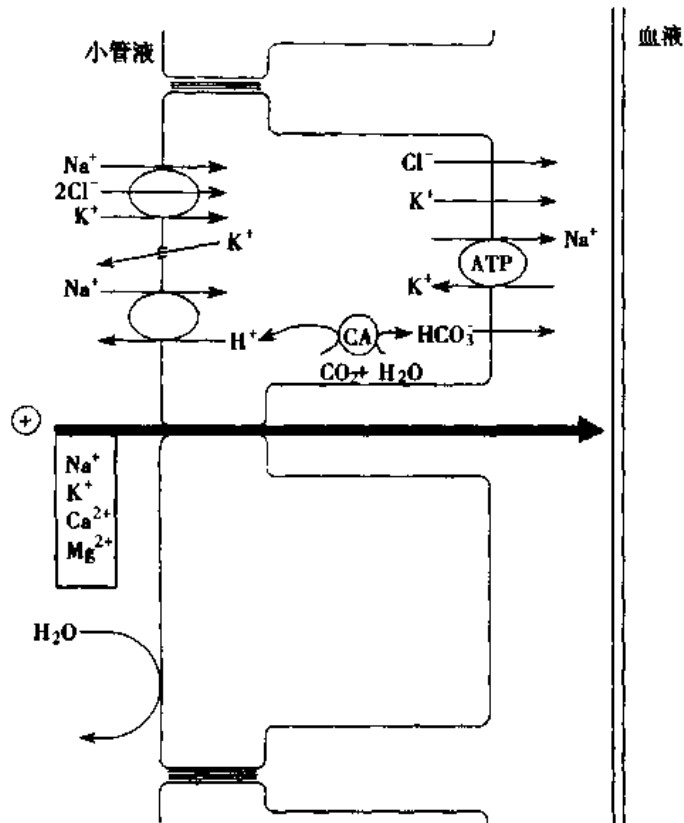 小管液
血液
Na⁺
2Cl⁻
K⁺
K⁺
Na⁺
H⁺
Cl⁻
K⁺
Na⁺
ATP
K⁺
CA
HCO₃⁻
CO₂+ H₂O
+
Na⁺
K⁺
Ca²⁺
Mg²⁺
H₂O